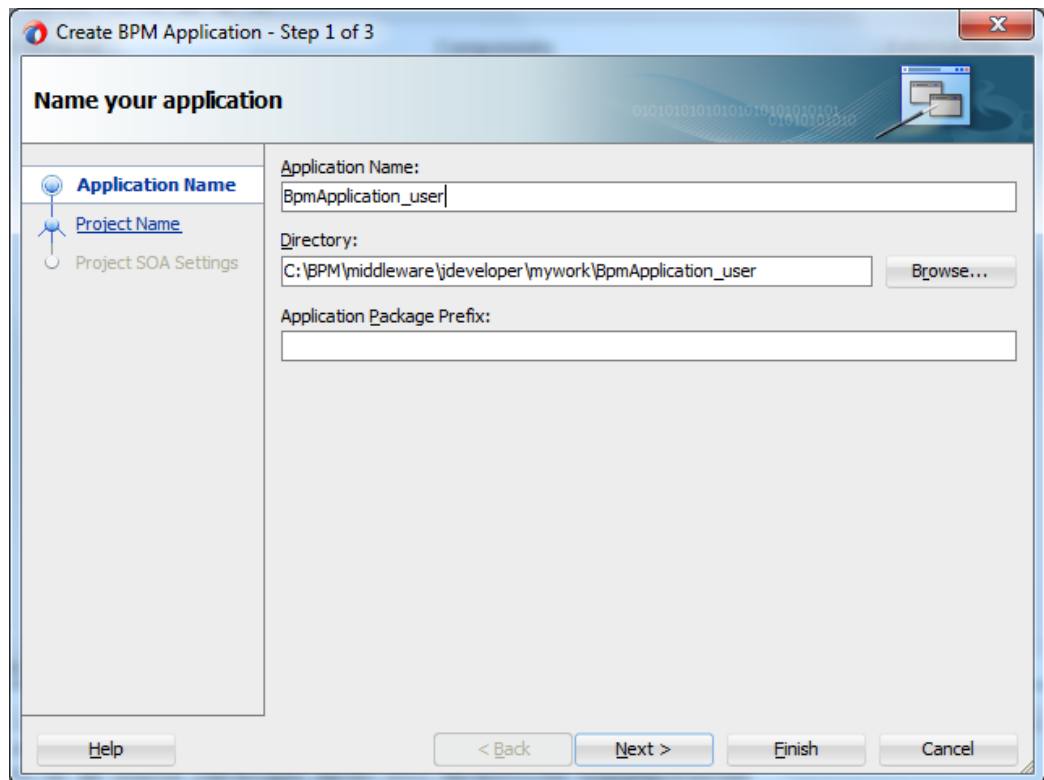 Create BPM Application - Step 1 of 3
Name your application
Application Name
Project Name
Project SOA Settings
Application Name:
BpmApplication_user
Directory:
C:\BPM\middleware\jdeveloper\mywork\BpmApplication_user
Browse...
Application Package Prefix:
Help
< Back
Next >
Finish
Cancel